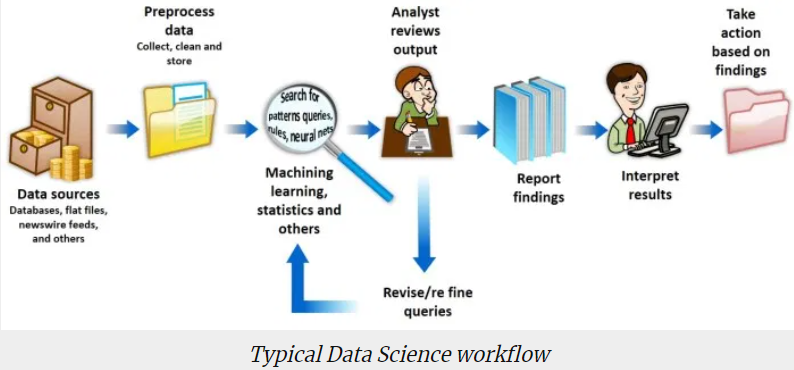 Preprocess
data
Collect, clean and
store
Analyst
reviews
output
Take
action
based on
findings
Search for
patterns queries,
rules, neural nets
Data sources
Databases, flat files,
newswire feeds,
and others
Machining
learning,
statistics and
others
Report
findings
Interpret
results
Revise/re fine
queries
Typical Data Science workflow